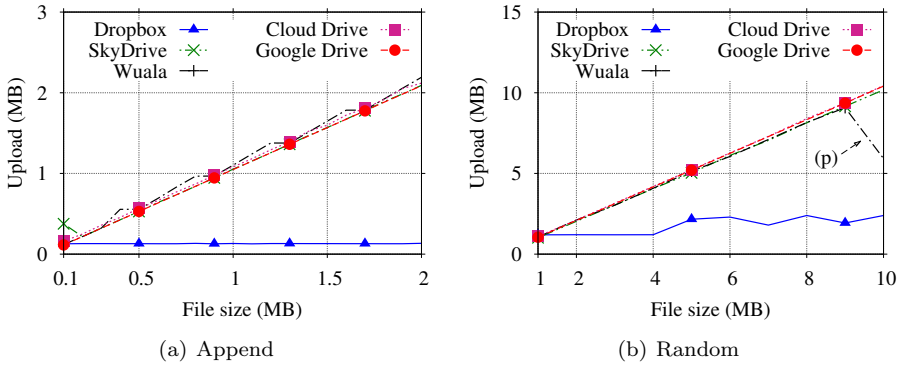 3
2
1
0
0.1
0.5
1
1.5
2
Upload (MB)
File size (MB)
Dropbox
SkyDrive
Wuala
Cloud Drive
Google Drive
(a) Append
15
10
5
0
1
2
4
6
8
10
Upload (MB)
File size (MB)
Dropbox
SkyDrive
Wuala
Cloud Drive
Google Drive
(p)
(b) Random